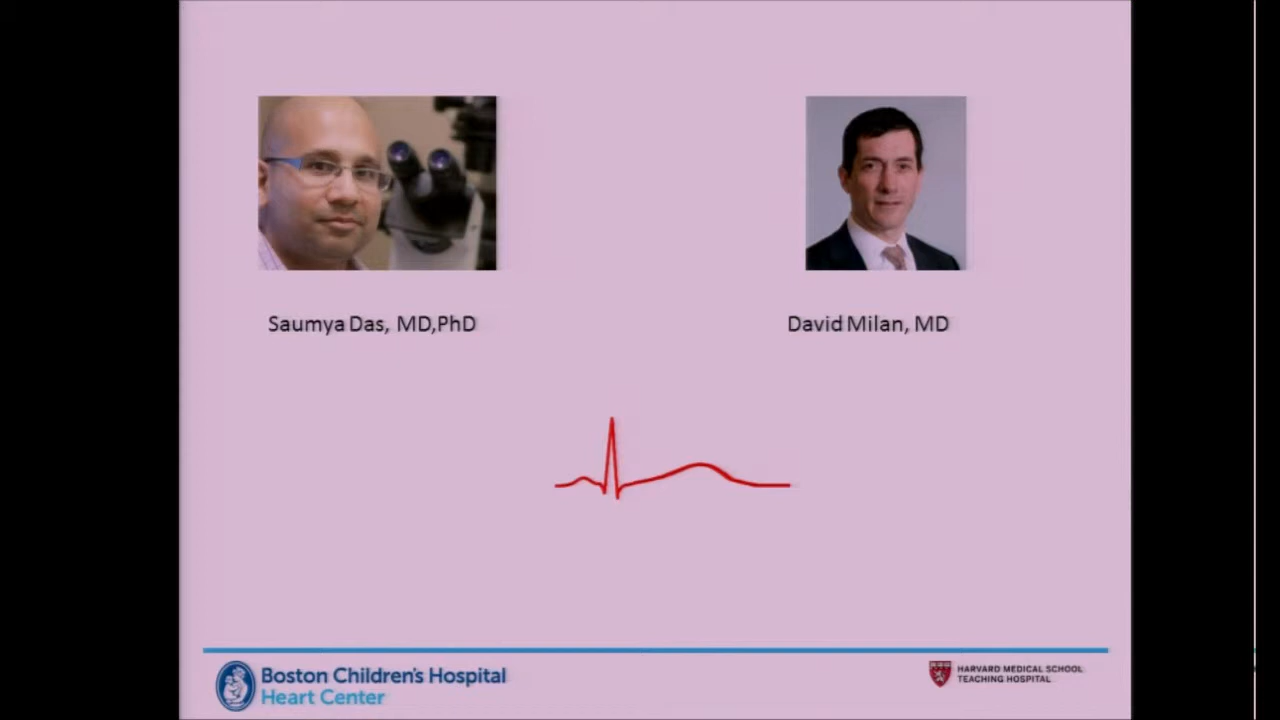 Saumya Das, MD,PhD
David Milan, MD
Boston Children's Hospital
Heart Center
HARVARD MEDICAL SCHOOL
TEACHING HOSPITAL